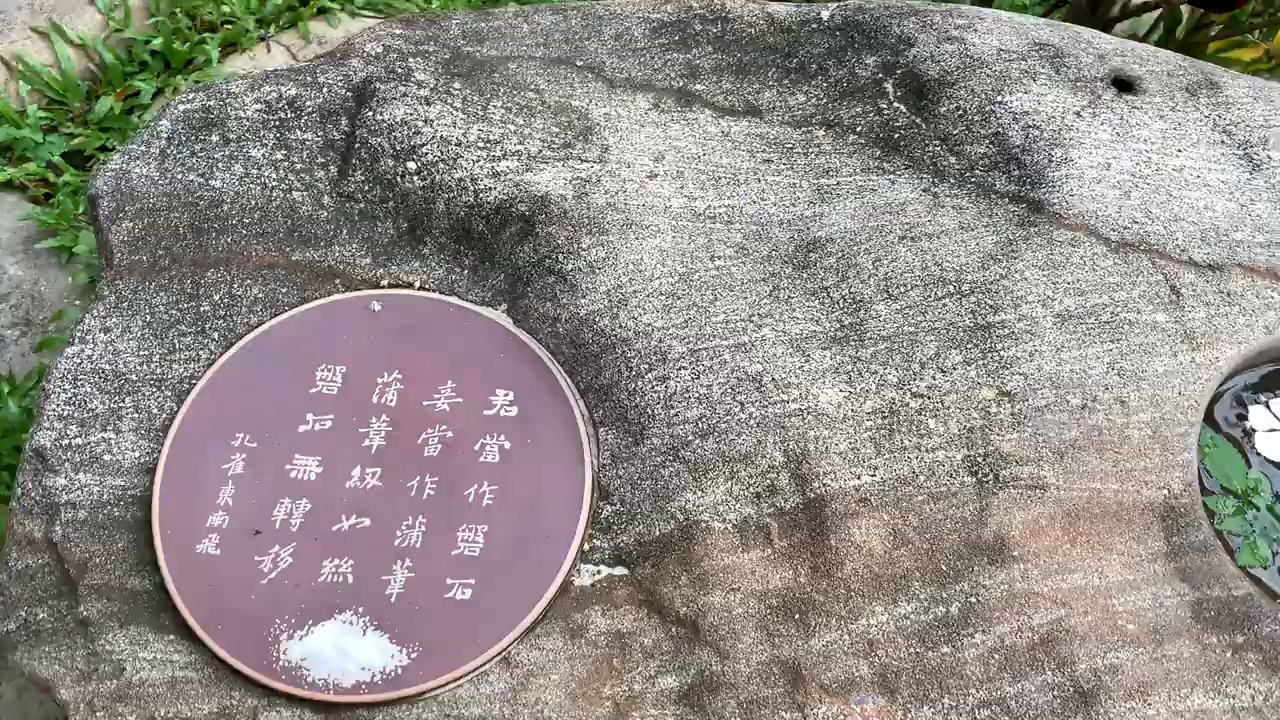 君當作磐石
妾當作蒲葦
蒲葦紉如絲
磐石無轉移
孔雀東南飛